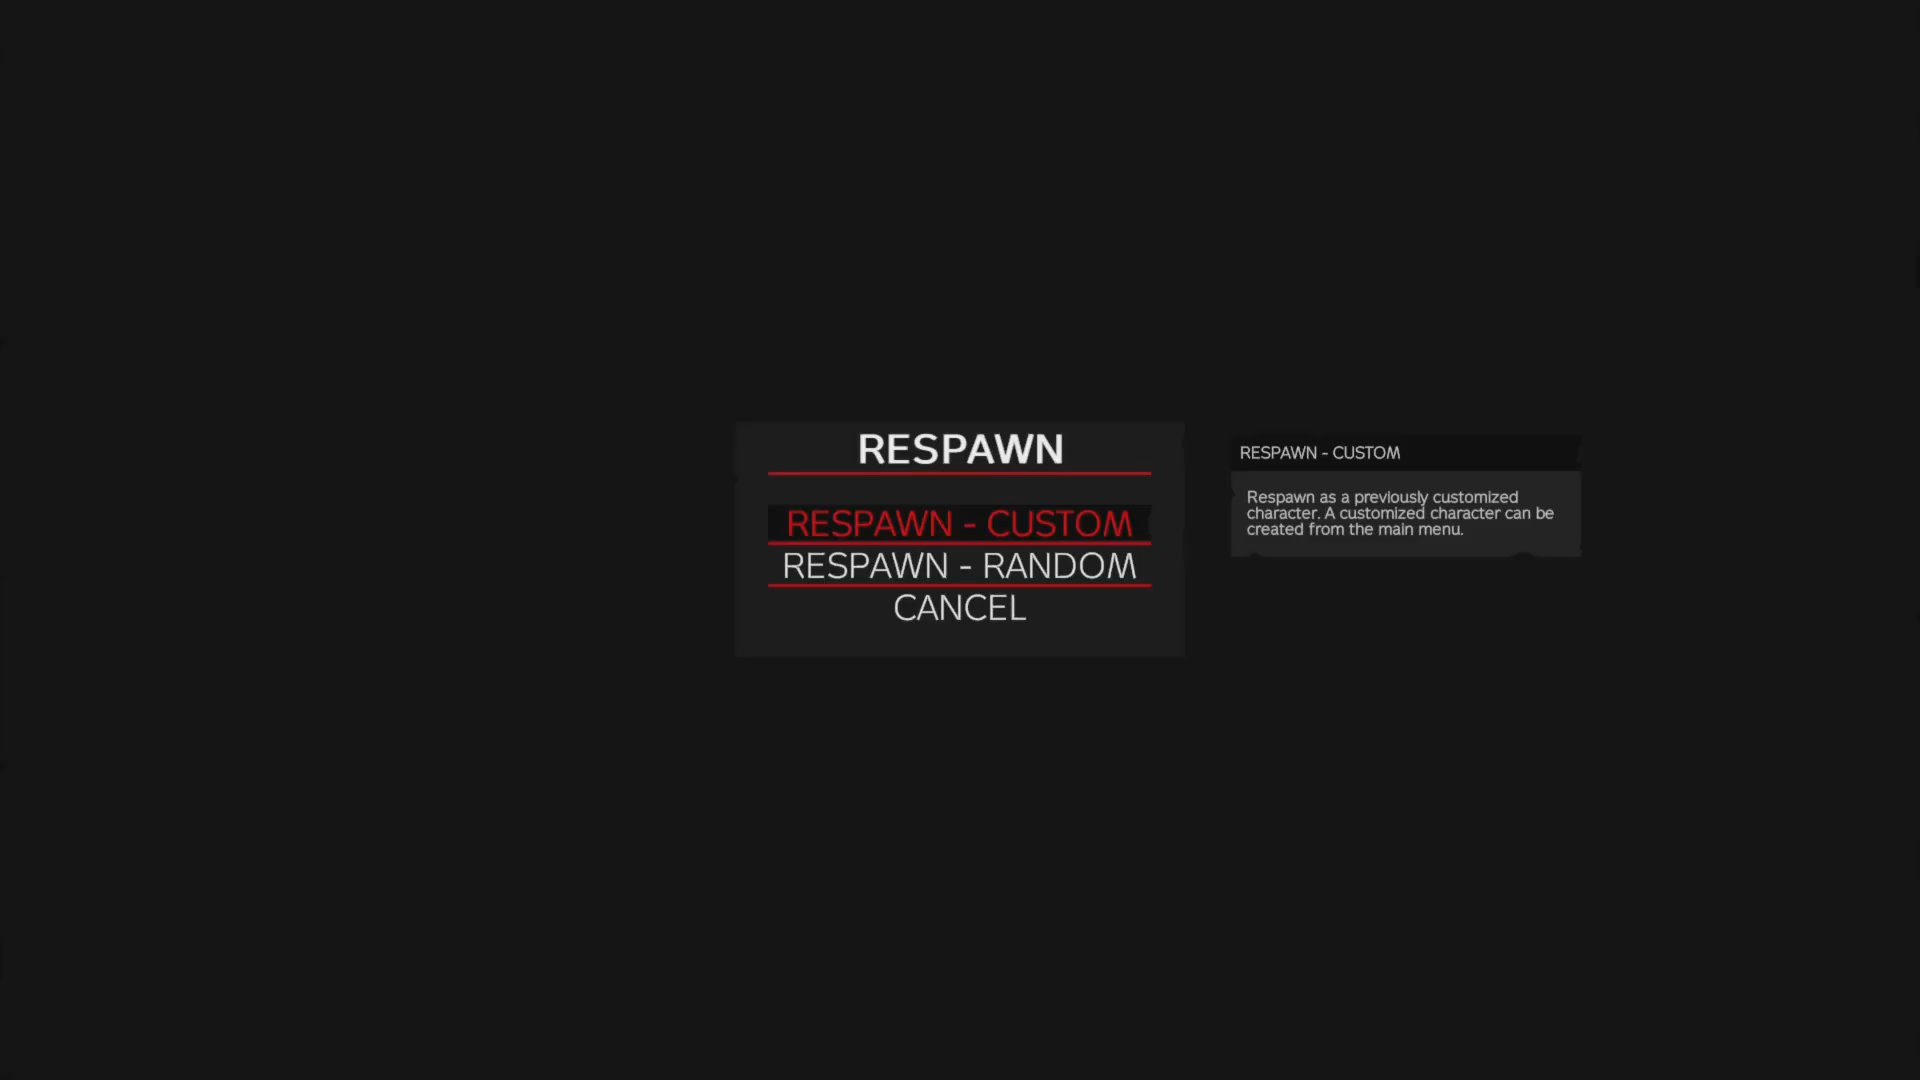 RESPAWN
RESPAWN - CUSTOM
RESPAWN - RANDOM
CANCEL
RESPAWN - CUSTOM
Respawn as a previously customized
character. A customized character can be
created from the main menu.